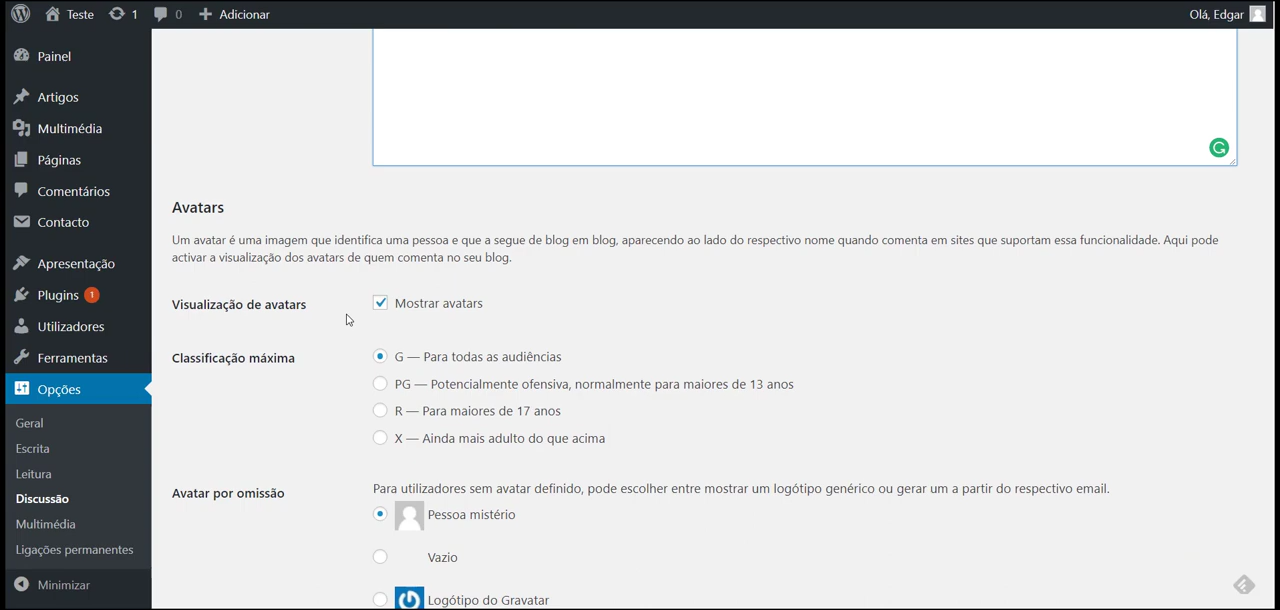 Teste 1 0 Adicionar Olá, Edgar
Painel
Artigos
Multimédia
Páginas
Comentários
Contacto
Apresentação
Plugins 1
Utilizadores
Ferramentas
Opções
Geral
Escrita
Leitura
Discussão
Multimédia
Ligações permanentes
Minimizar
Avatars
Um avatar é uma imagem que identifica uma pessoa e que a segue de blog em blog, aparecendo ao lado do respectivo nome quando comenta em sites que suportam essa funcionalidade. Aqui pode
activar a visualização dos avatars de quem comenta no seu blog.
Visualização de avatars
Mostrar avatars
Classificação máxima
G — Para todas as audiências
PG — Potencialmente ofensiva, normalmente para maiores de 13 anos
R — Para maiores de 17 anos
X — Ainda mais adulto do que acima
Avatar por omissão
Para utilizadores sem avatar definido, pode escolher entre mostrar um logótipo genérico ou gerar um a partir do respectivo email.
Pessoa mistério
Vazio
Logótipo do Gravatar